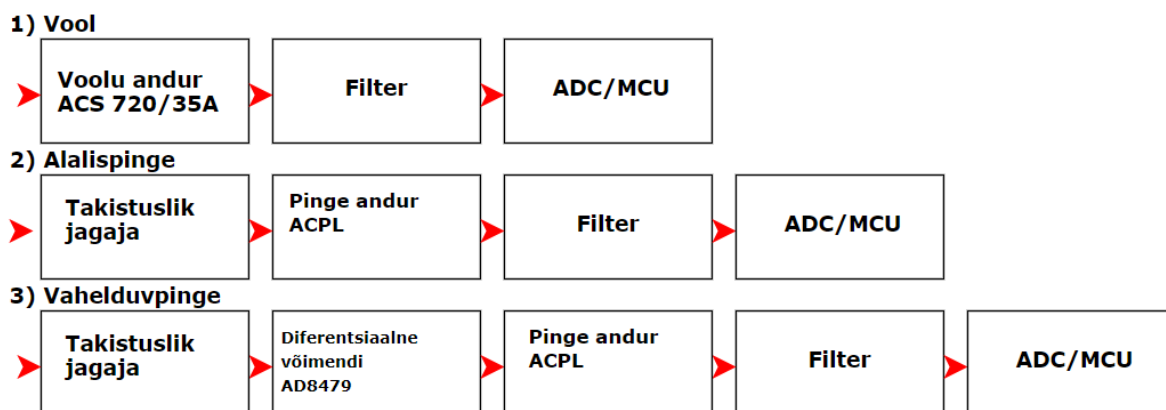 1) Vool
Voolu andur
ACS 720/35A
Filter
ADC/MCU
2) Alalispinge
Takistuslik
jagaja
Pinge andur
ACPL
Filter
ADC/MCU
3) Vahelduvpinge
Takistuslik
jagaja
Diferentsiaalne
võimendi
AD8479
Pinge andur
ACPL
Filter
ADC/MCU